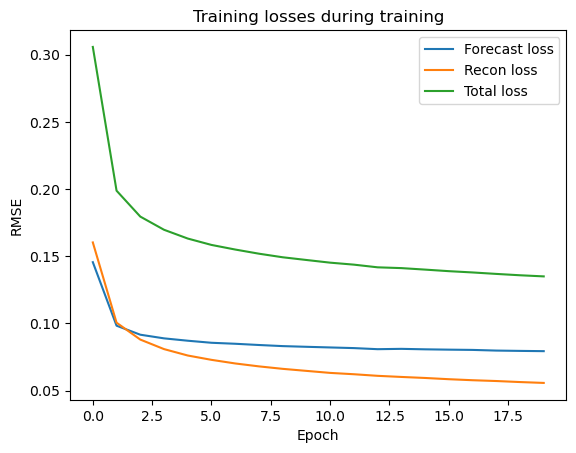 Training losses during training
0.30
0.25
0.20
0.15
0.10
0.05
RMSE
Forecast loss
Recon loss
Total loss
0.0 2.5 5.0 7.5 10.0 12.5 15.0 17.5
Epoch